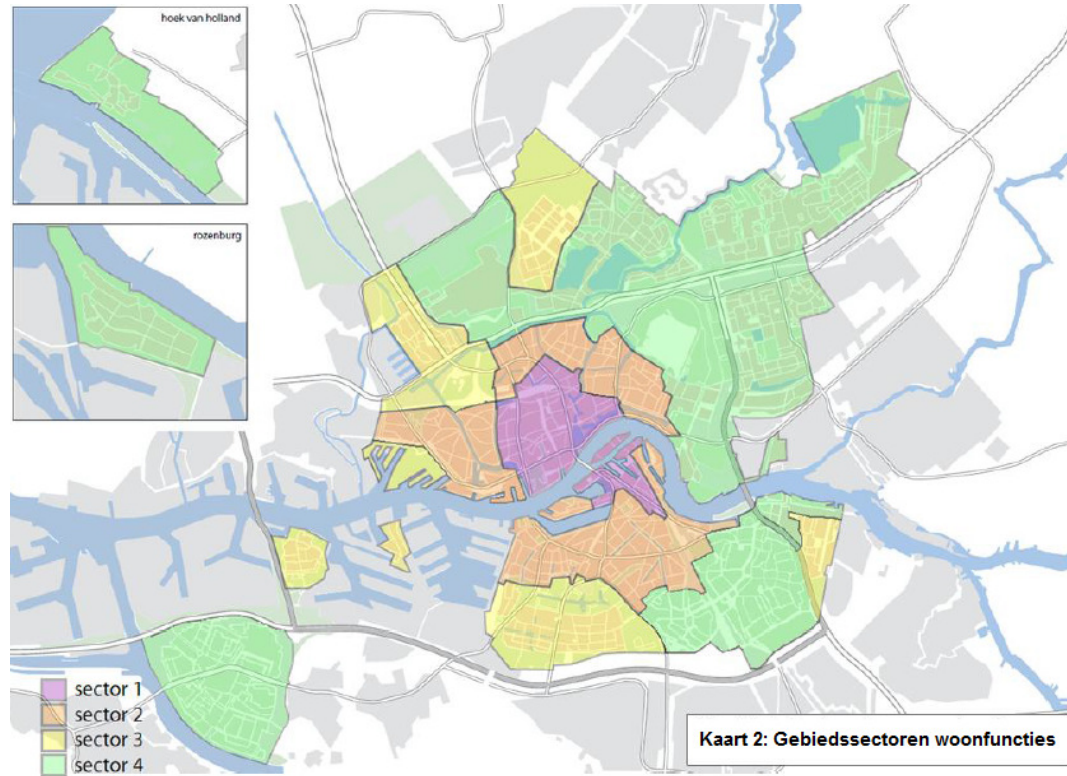 hoek van holland
rozenburg
sector 1
sector 2
sector 3
sector 4
Kaart 2: Gebiedssectoren woonfuncties